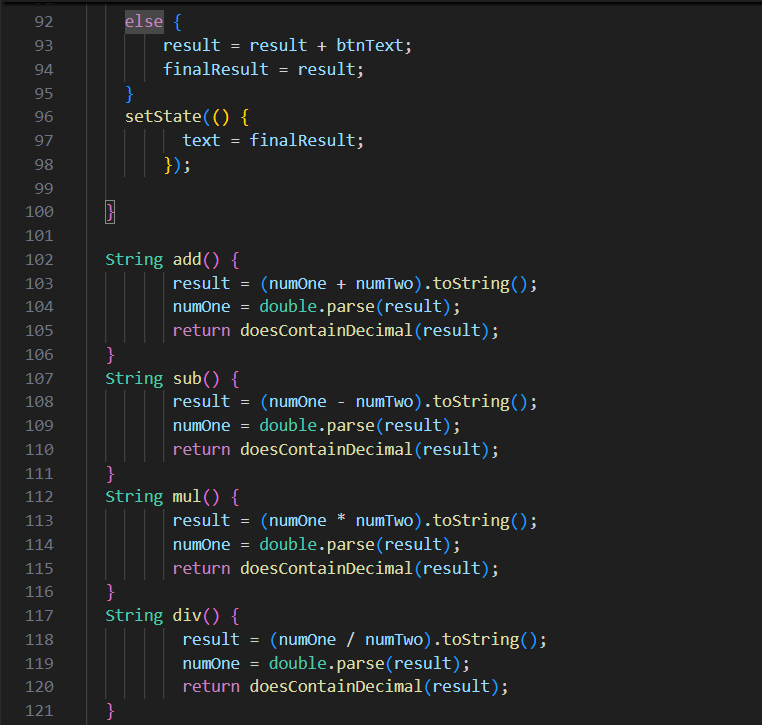 92 else {
93 result = result + btnText;
94 finalResult = result;
95 }
96 setState(() {
97 text = finalResult;
98 });
99
100 }
101
102 String add() {
103 result = (numOne + numTwo).toString();
104 numOne = double.parse(result);
105 return doesContainDecimal(result);
106 }
107 String sub() {
108 result = (numOne - numTwo).toString();
109 numOne = double.parse(result);
110 return doesContainDecimal(result);
111 }
112 String mul() {
113 result = (numOne * numTwo).toString();
114 numOne = double.parse(result);
115 return doesContainDecimal(result);
116 }
117 String div() {
118 result = (numOne / numTwo).toString();
119 numOne = double.parse(result);
120 return doesContainDecimal(result);
121 }